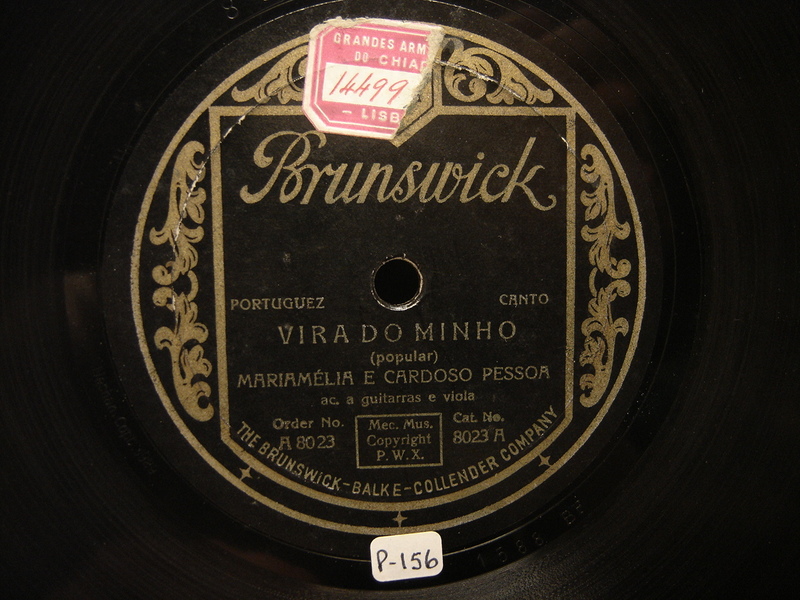 GRANDES ARM
DO CHIAD
14499
- LISB
Brunswick
PORTUGUEZ CANTO
VIRA DO MINHO
(popular)
MARIAMÉLIA E CARDOSO PESSOA
ac. a guitarras e viola
Order No.
A 8023
Mec. Mus.
Copyright
P. W. X.
Cat. No.
8023 A
THE BRUNSWICK-BALKE-COLLENDER COMPANY
P-156